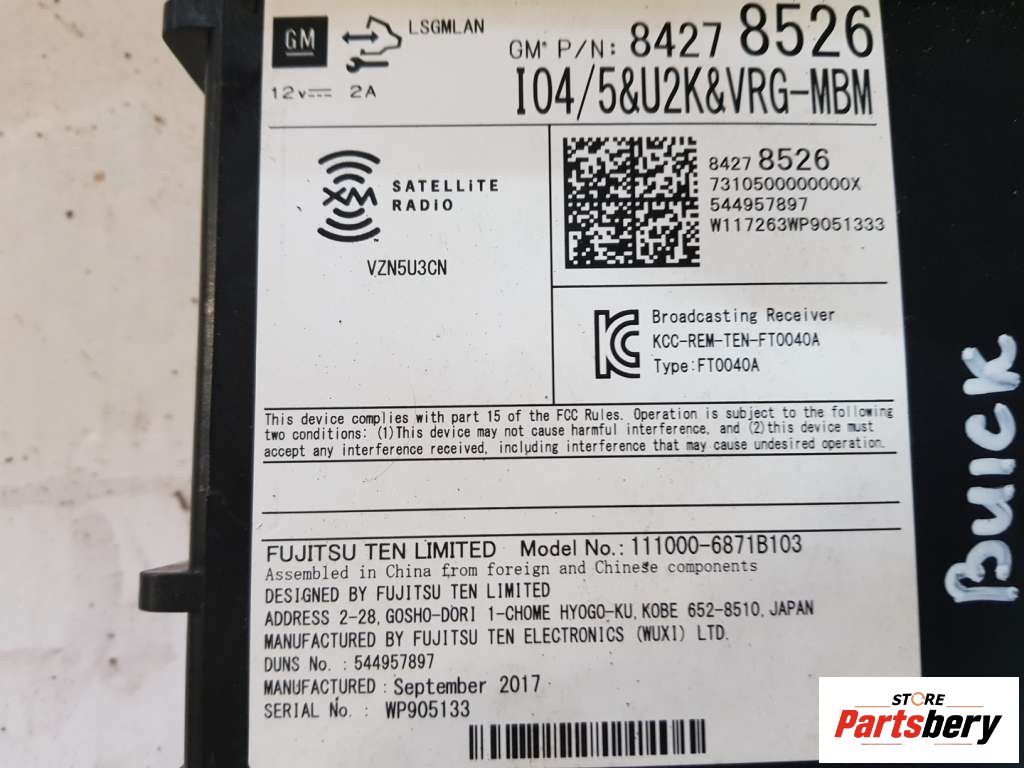 GM
LSGMLAN
GM* P/N: 8427 8526
12V 2A
IO4/5&U2K&VRG-MBM
XM SATELLITE
RADIO
VZN5U3CN
8427 8526
7310500000000X
544957897
W117263WP9051333
KC
Broadcasting Receiver
KCC-REM-TEN-FT0040A
Type:FT0040A
This device complies with part 15 of the FCC Rules. Operation is subject to the following
two conditions: (1)This device may not cause harmful interference, and (2)this device must
accept any interference received, including interference that may cause undesired operation.
FUJITSU TEN LIMITED Model No.: 111000-6871B103
Assembled in China from foreign and Chinese components
DESIGNED BY FUJITSU TEN LIMITED
ADDRESS 2-28, GOSHO-DORI 1-CHOME HYOGO-KU, KOBE 652-8510, JAPAN
MANUFACTURED BY FUJITSU TEN ELECTRONICS (WUXI) LTD.
DUNS No. : 544957897
MANUFACTURED : September 2017
SERIAL No. : WP905133
BUICK
STORE
Partsbery